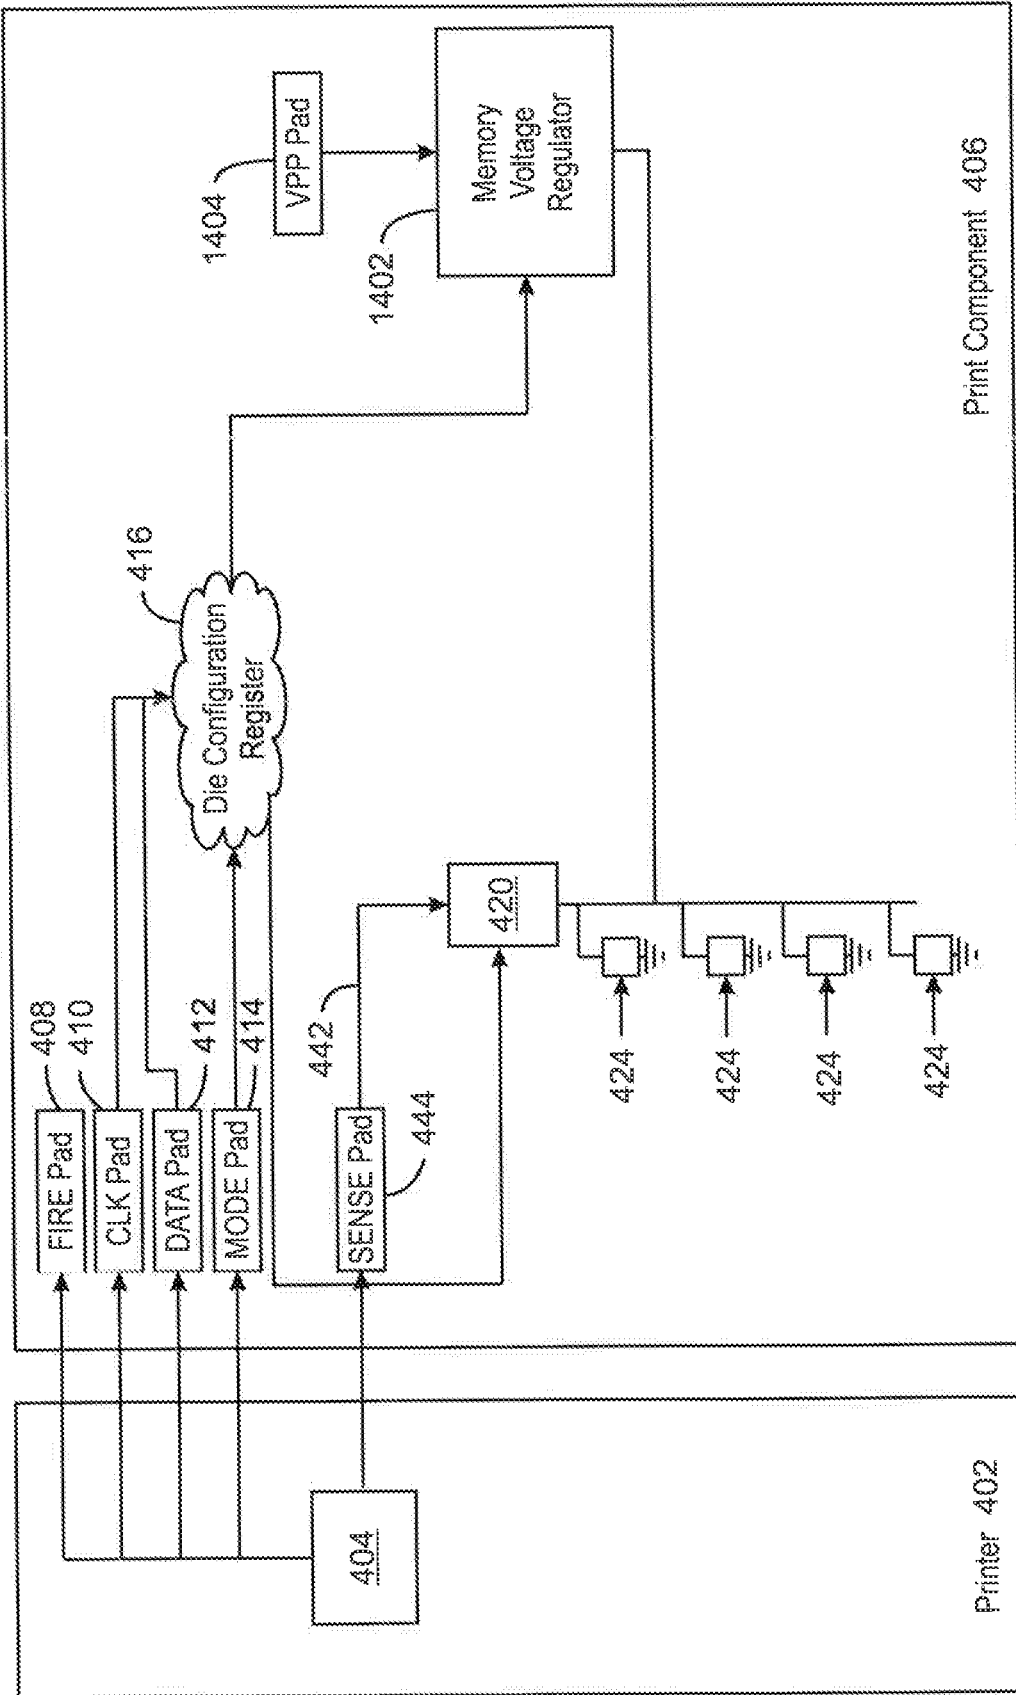 Printer 402
404
FIRE Pad
408
CLK Pad
410
DATA Pad
412
MODE Pad
414
SENSE Pad
444
442
Die Configuration
Register
416
420
424
424
424
424
VPP Pad
1404
Memory
Voltage
Regulator
1402
Print Component 406